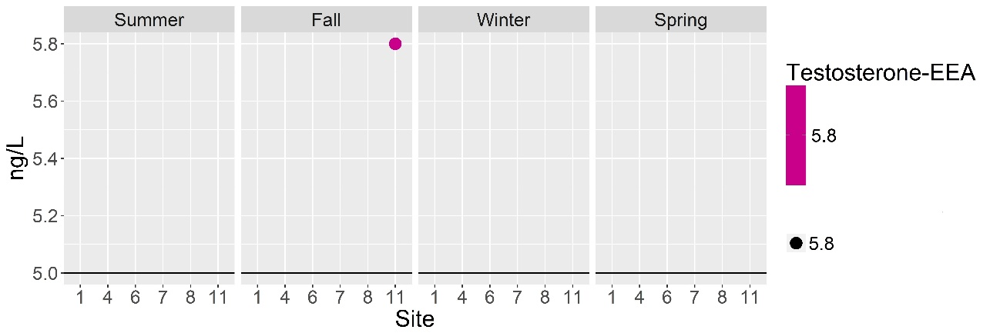 Summer Fall Winter Spring
ng/L
5.8
5.6
5.4
5.2
5.0
1 4 6 7 8 11 1 4 6 7 8 11 1 4 6 7 8 11 1 4 6 7 8 11
Site
Testosterone-EEA
5.8
5.8